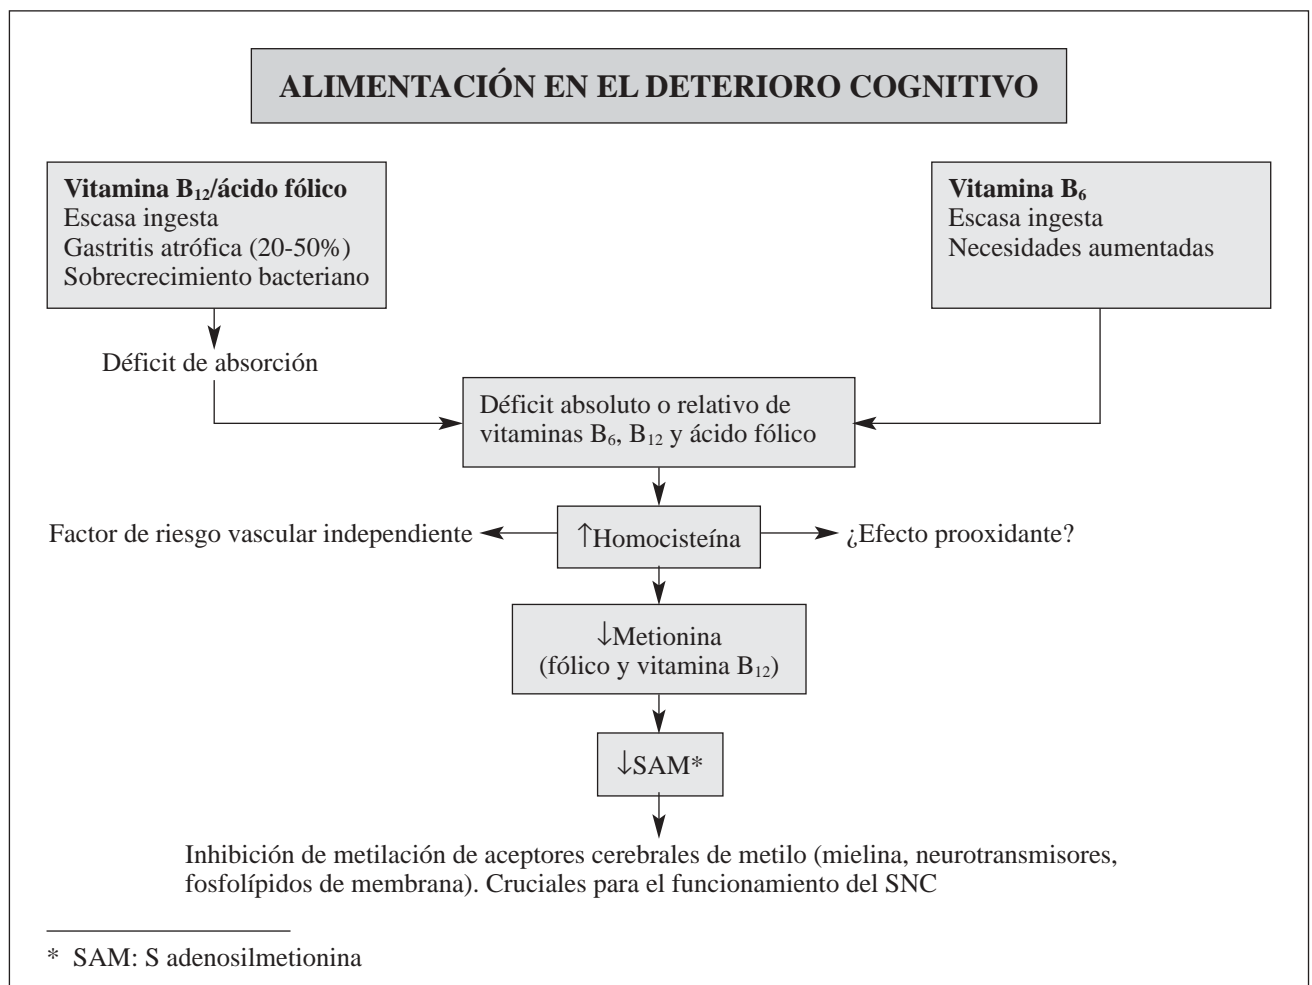 ALIMENTACIÓN EN EL DETERIORO COGNITIVO
Vitamina B₁₂/ácido fólico
Escasa ingesta
Gastritis atrófica (20-50%)
Sobrecrecimiento bacteriano
Vitamina B₆
Escasa ingesta
Necesidades aumentadas
Déficit de absorción
Déficit absoluto o relativo de
vitaminas B₆, B₁₂ y ácido fólico
Factor de riesgo vascular independiente
↑Homocisteína
¿Efecto prooxidante?
↓Metionina
(fólico y vitamina B₁₂)
↓SAM*
Inhibición de metilación de aceptores cerebrales de metilo (mielina, neurotransmisores,
fosfolípidos de membrana). Cruciales para el funcionamiento del SNC
* SAM: S adenosilmetionina